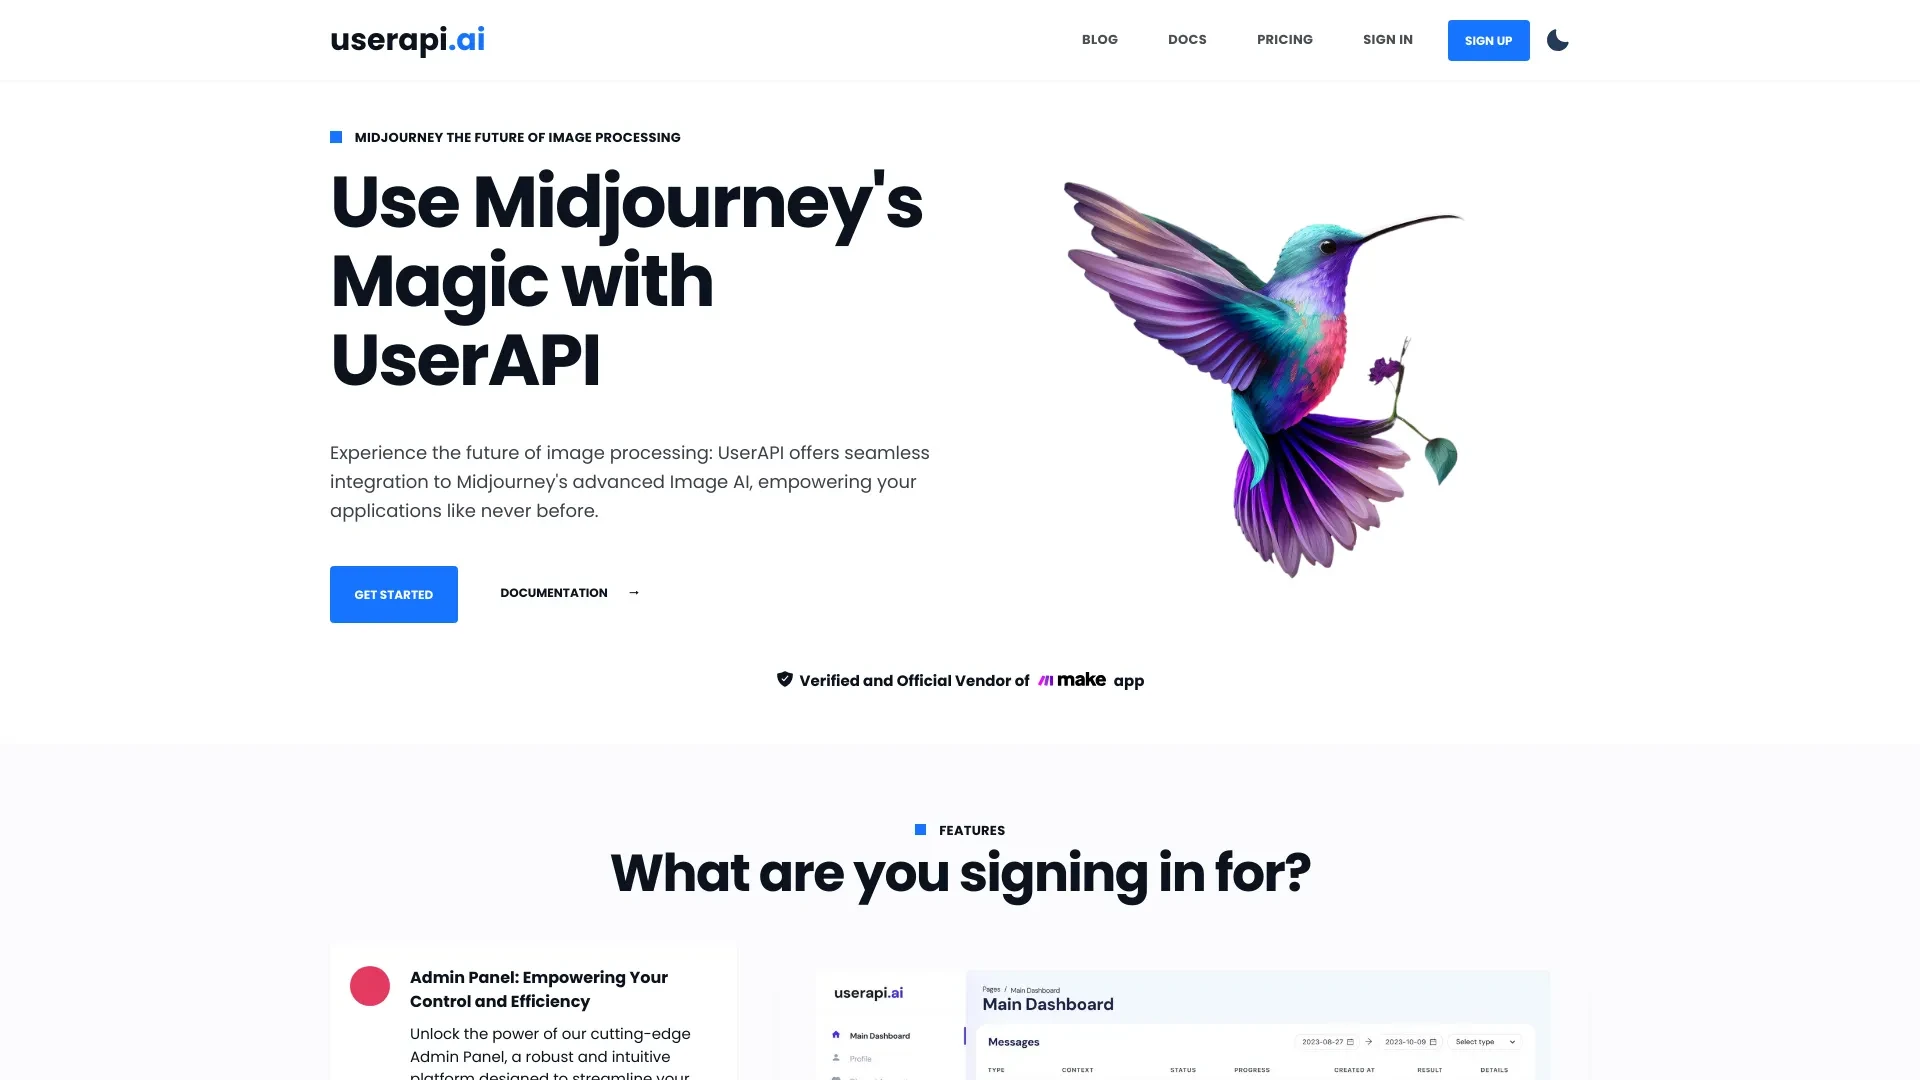 userapi.ai
BLOG
DOCS
PRICING
SIGN IN
SIGN UP
MIDJOURNEY THE FUTURE OF IMAGE PROCESSING
Use Midjourney's
Magic with
UserAPI
Experience the future of image processing: UserAPI offers seamless
integration to Midjourney's advanced Image AI, empowering your
applications like never before.
GET STARTED
DOCUMENTATION →
Verified and Official Vendor of make app
FEATURES
What are you signing in for?
Admin Panel: Empowering Your
Control and Efficiency
Unlock the power of our cutting-edge
Admin Panel, a robust and intuitive
platform designed to streamline your
userapi.ai
Main Dashboard
Profile
Pages / Main Dashboard
Main Dashboard
Messages
2023-08-27 → 2023-10-09 Select type
TYPE CONTEXT STATUS PROGRESS CREATED AT RESULT DETAILS